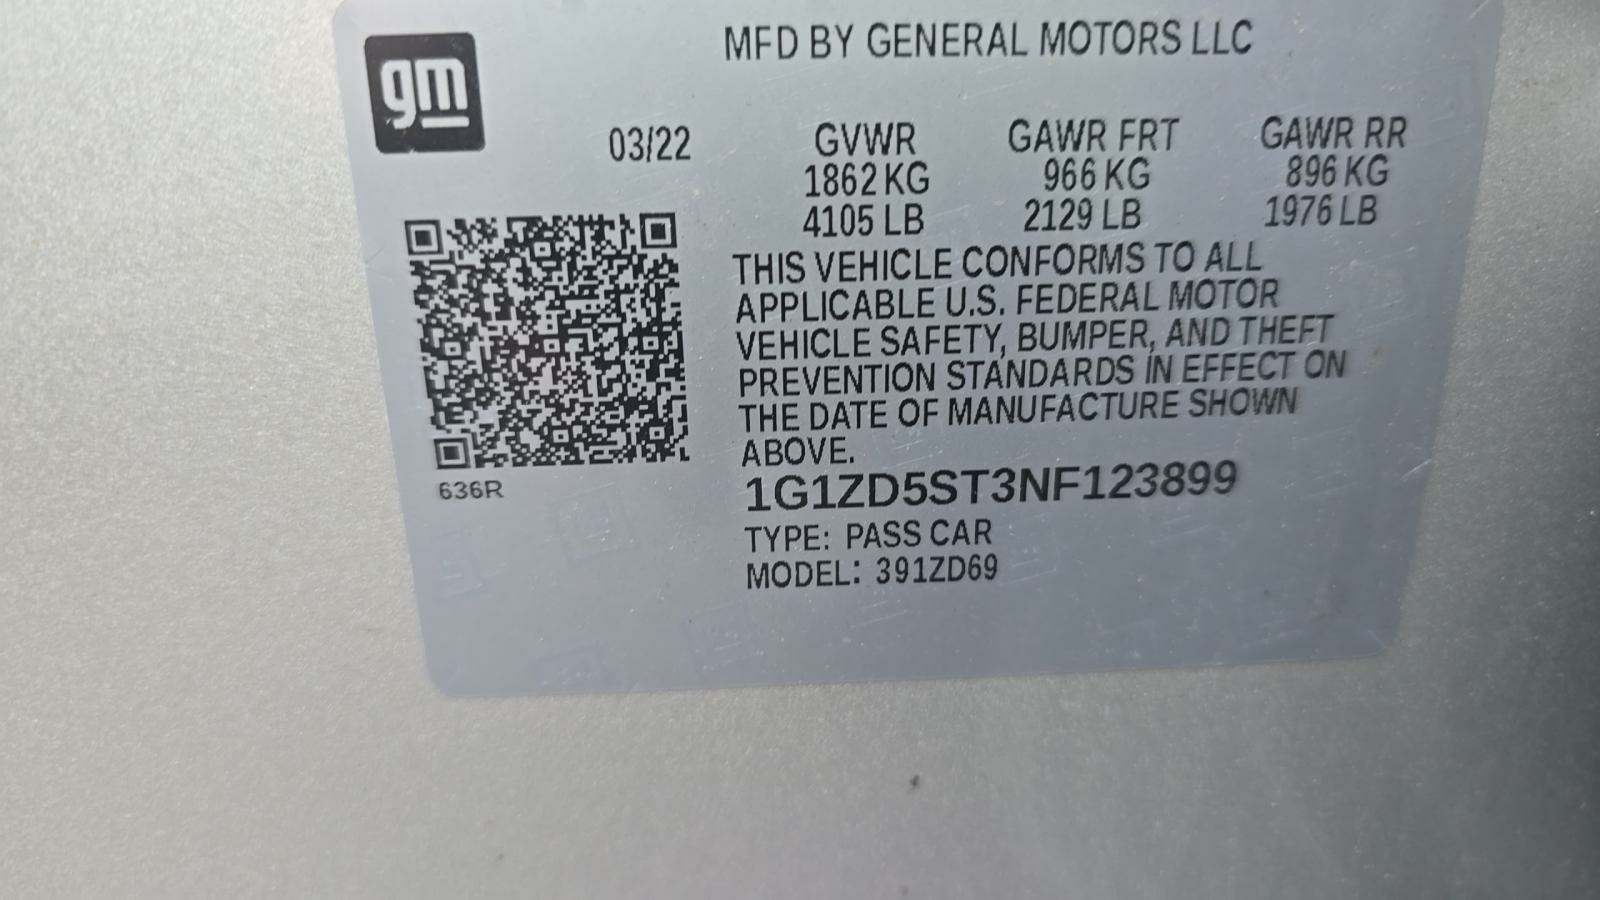 gm
MFD BY GENERAL MOTORS LLC
03/22
GVWR GAWR FRT GAWR RR
1862 KG 966 KG 896 KG
4105 LB 2129 LB 1976 LB
THIS VEHICLE CONFORMS TO ALL
APPLICABLE U.S. FEDERAL MOTOR
VEHICLE SAFETY, BUMPER, AND THEFT
PREVENTION STANDARDS IN EFFECT ON
THE DATE OF MANUFACTURE SHOWN
ABOVE.
636R
1G1ZD5ST3NF123899
TYPE: PASS CAR
MODEL: 391ZD69